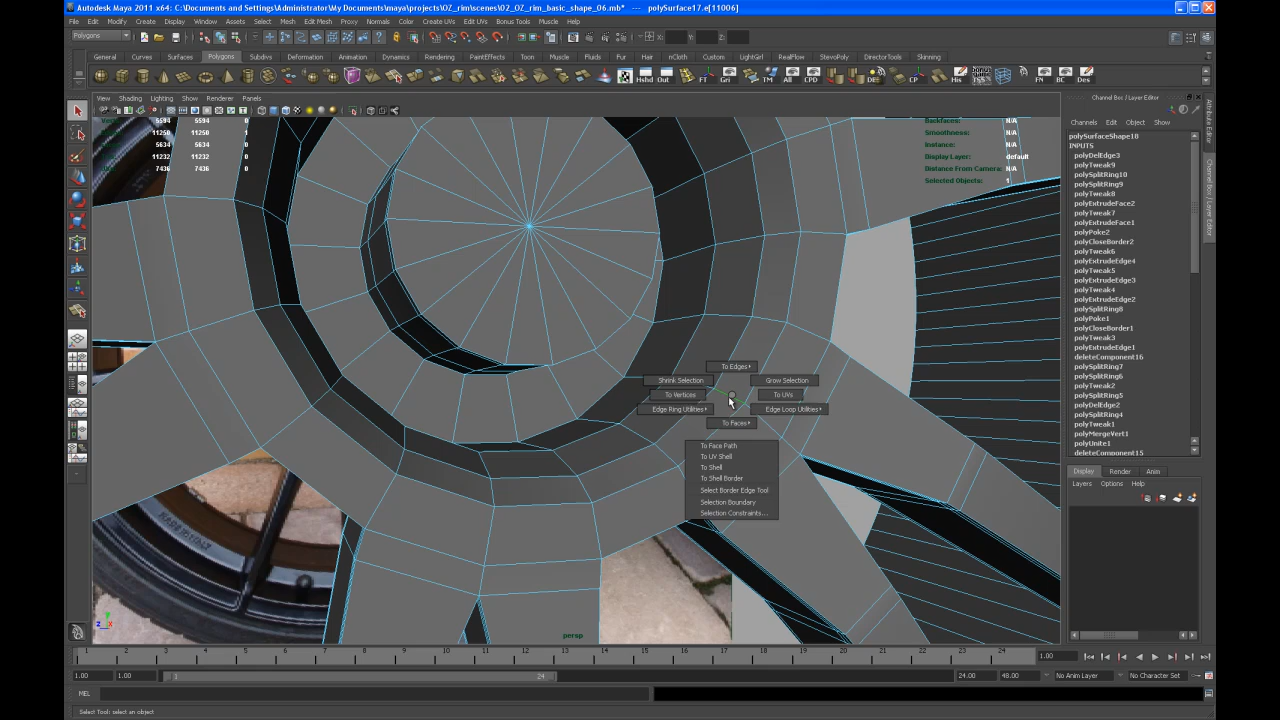 Autodesk Maya 2011 x64: C:\Documents and Settings\Administrator\My Documents\maya\projects\OZ_rim\scenes\02_OZ_rim_basic_shape_06.mb* --- polySurface17.e[11006]
File Edit Modify Create Display Window Assets Select Mesh Edit Mesh Proxy Normals Color Create UVs Edit UVs Bonus Tools Muscle Help
Polygons
General Curves Surfaces Polygons Subdivs Deformation Animation Dynamics Rendering PaintEffects Toon Muscle Fluids Fur Hair nCloth Custom LightGirl RealFlow StevoPoly DirectorTools Skinning
View Shading Lighting Show Renderer Panels
5594 5594 0
11250 11250 1
5634 5634 0
11232 11232 0
7436 7436 0
Backfaces: N/A
Smoothness: N/A
Instance: N/A
Display Layer: default
Distance From Camera: N/A
Selected Objects: 1
To Edges
Shrink Selection
Grow Selection
To Vertices
To UVs
Edge Ring Utilities
Edge Loop Utilities
To Faces
To Face Path
To UV Shell
To Shell
To Shell Border
Select Border Edge Tool
Selection Boundary
Selection Constraints...
persp
Channel Box / Layer Editor
Channels Edit Object Show
polySurfaceShape18
INPUTS
polyDelEdge3
polyTweak9
polySplitRing10
polySplitRing9
polyTweak8
polyExtrudeFace2
polyTweak7
polyExtrudeFace1
polyPoke2
polyCloseBorder2
polyTweak6
polyExtrudeEdge4
polyTweak5
polyExtrudeEdge3
polyTweak4
polyExtrudeEdge2
polySplitRing8
polyPoke1
polyCloseBorder1
polyTweak3
polyExtrudeEdge1
deleteComponent16
polySplitRing7
polySplitRing6
polyTweak2
polySplitRing5
polyDelEdge2
polySplitRing4
polyTweak1
polyMergeVert1
polyUnite1
deleteComponent15
Display Render Anim
Layers Options Help
Attribute Editor
Channel Box / Layer Editor
1 2 3 4 5 6 7 8 9 10 11 12 13 14 15 16 17 18 19 20 21 22 23 24
1.00
1.00 1.00 1 24 24.00 48.00 No Anim Layer No Character Set
MEL
Select Tool: select an object